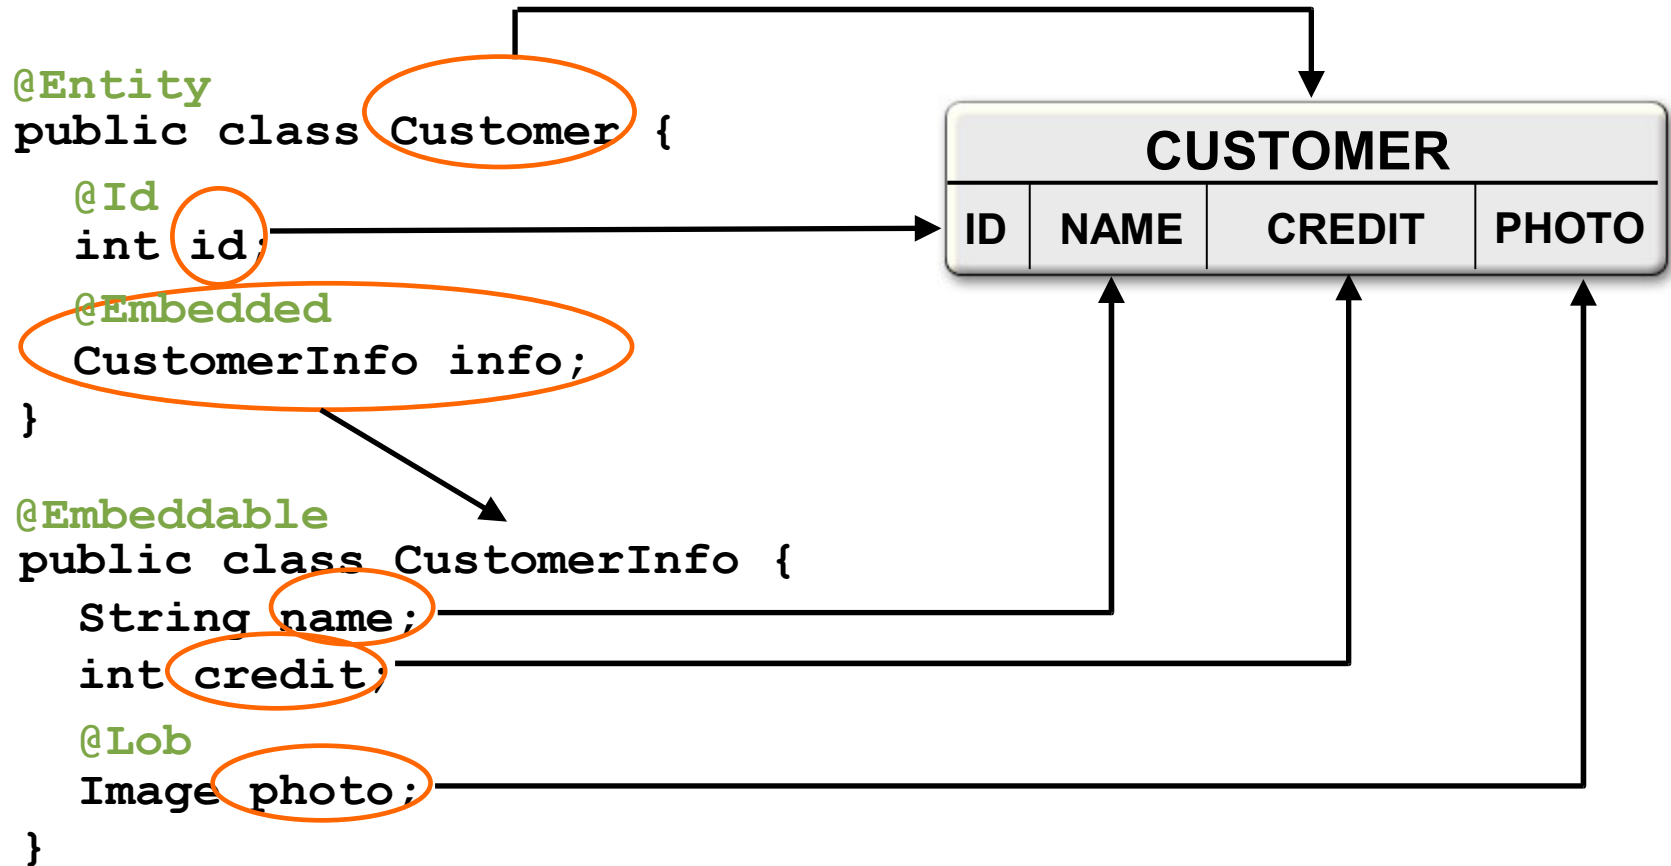 @Entity
public class Customer {
@Id
int id;
@Embedded
CustomerInfo info;
}
@Embeddable
public class CustomerInfo {
String name;
int credit;
@Lob
Image photo;
}
CUSTOMER
ID NAME CREDIT PHOTO